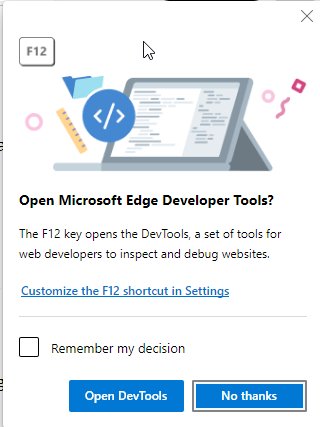 F12
Open Microsoft Edge Developer Tools?
The F12 key opens the DevTools, a set of tools for
web developers to inspect and debug websites.
Customize the F12 shortcut in Settings
Remember my decision
Open DevTools
No thanks